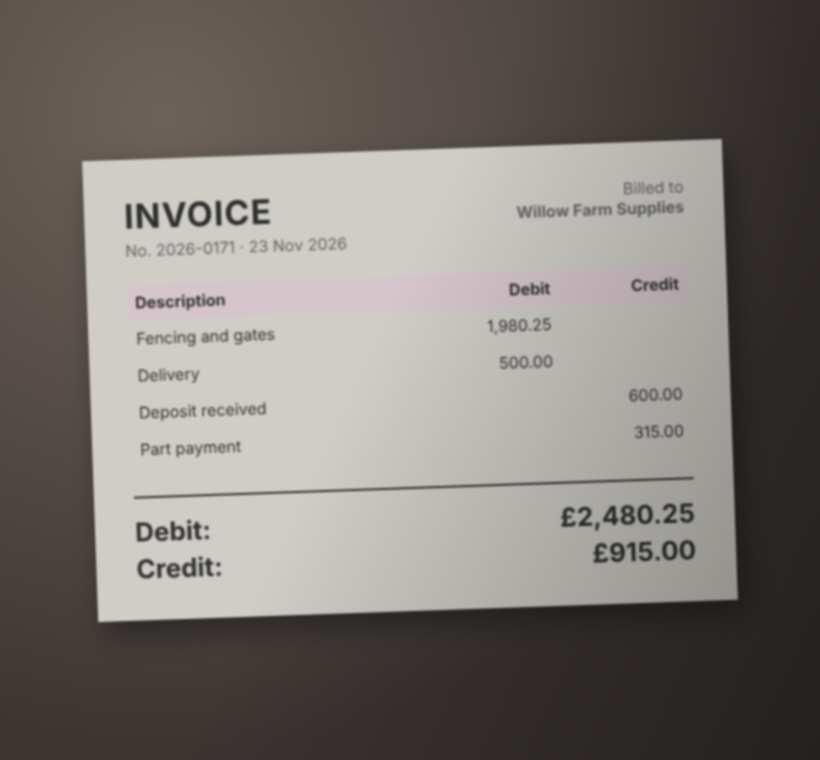 INVOICE
No. 2026-0171 · 23 Nov 2026
Billed to
Willow Farm Supplies
Description Debit Credit
Fencing and gates 1,980.25
Delivery 500.00
Deposit received 600.00
Part payment 315.00
Debit: £2,480.25
Credit: £915.00